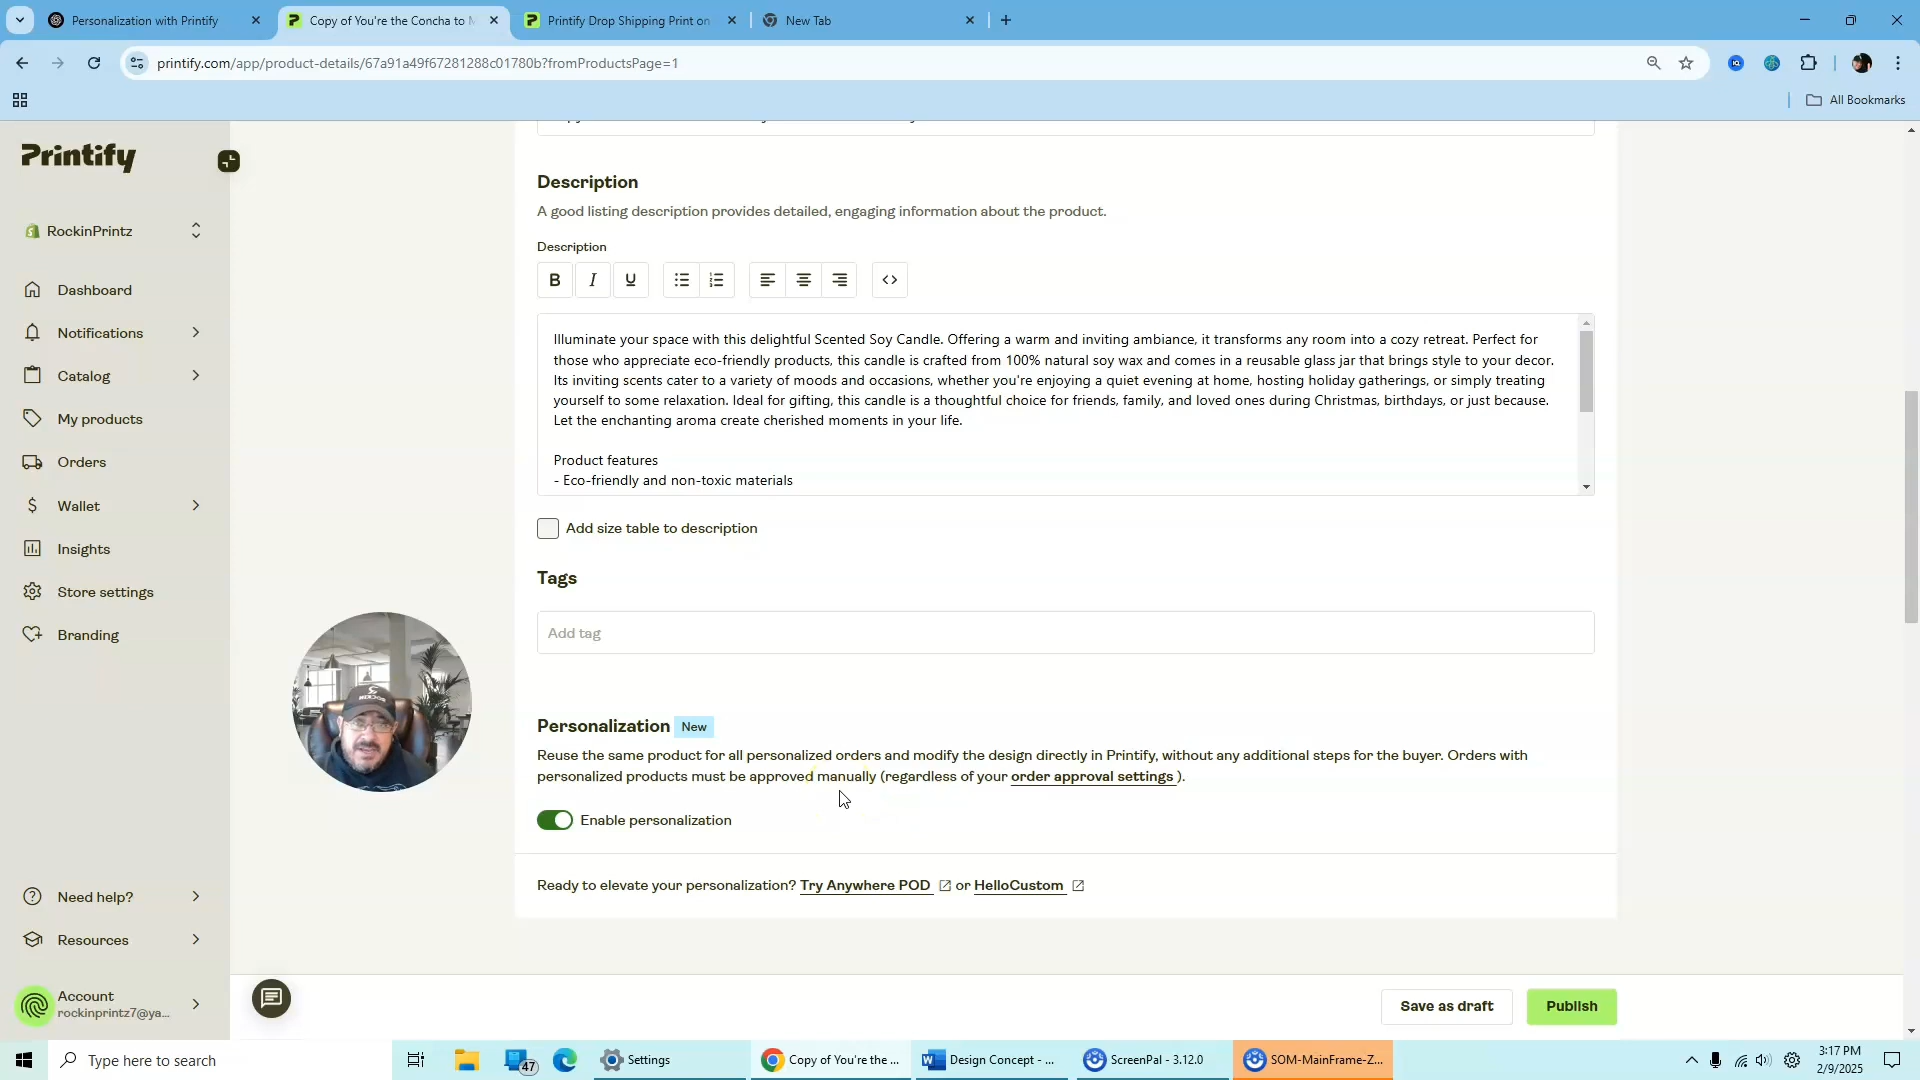 Personalization with Printify
Copy of You're the Concha to M
Printify Drop Shipping Print on
New Tab
printify.com/app/product-details/67a91a49f67281288c01780b?fromProductsPage=1
All Bookmarks
Printify
RockinPrintz
Dashboard
Notifications
Catalog
My products
Orders
Wallet
Insights
Store settings
Branding
Need help?
Resources
Account
rockinprintz7@ya...
Description
A good listing description provides detailed, engaging information about the product.
Description
B I U
Illuminate your space with this delightful Scented Soy Candle. Offering a warm and inviting ambiance, it transforms any room into a cozy retreat. Perfect for
those who appreciate eco-friendly products, this candle is crafted from 100% natural soy wax and comes in a reusable glass jar that brings style to your decor.
Its inviting scents cater to a variety of moods and occasions, whether you're enjoying a quiet evening at home, hosting holiday gatherings, or simply treating
yourself to some relaxation. Ideal for gifting, this candle is a thoughtful choice for friends, family, and loved ones during Christmas, birthdays, or just because.
Let the enchanting aroma create cherished moments in your life.
Product features
- Eco-friendly and non-toxic materials
Add size table to description
Tags
Add tag
Personalization New
Reuse the same product for all personalized orders and modify the design directly in Printify, without any additional steps for the buyer. Orders with
personalized products must be approved manually (regardless of your order approval settings ).
Enable personalization
Ready to elevate your personalization? Try Anywhere POD or HelloCustom
Save as draft
Publish
Type here to search
47
Settings
Copy of You're the ...
Design Concept - ...
ScreenPal - 3.12.0
SOM-MainFrame-Z...
3:17 PM
2/9/2025